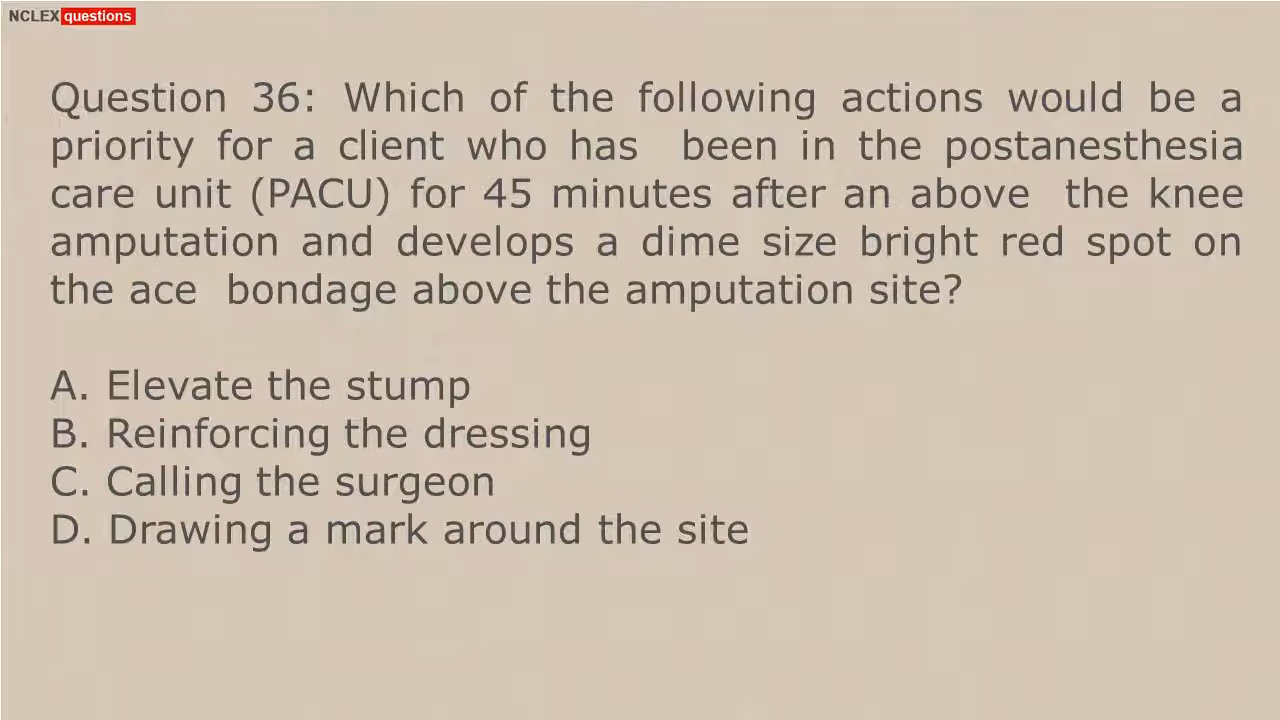 NCLEX questions
Question 36: Which of the following actions would be a
priority for a client who has been in the postanesthesia
care unit (PACU) for 45 minutes after an above the knee
amputation and develops a dime size bright red spot on
the ace bondage above the amputation site?
A. Elevate the stump
B. Reinforcing the dressing
C. Calling the surgeon
D. Drawing a mark around the site